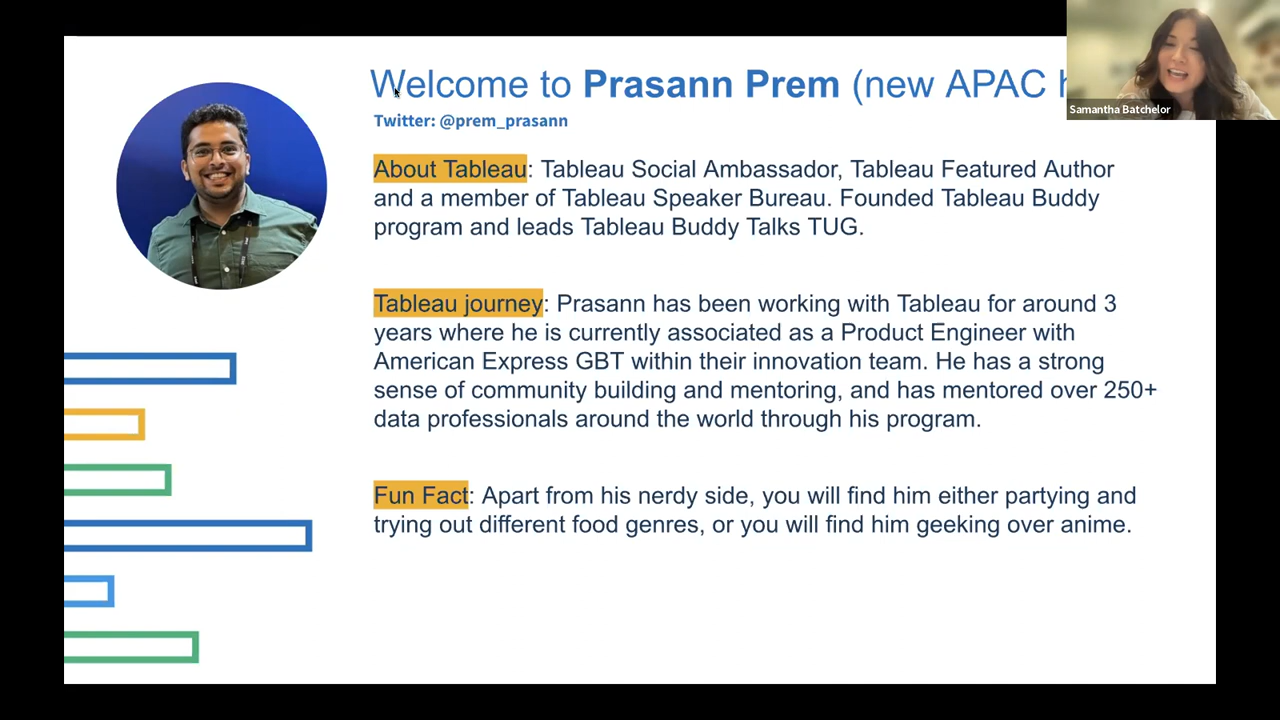 Welcome to Prasann Prem (new APAC
Samantha Batchelor
Twitter: @prem_prasann
About Tableau: Tableau Social Ambassador, Tableau Featured Author
and a member of Tableau Speaker Bureau. Founded Tableau Buddy
program and leads Tableau Buddy Talks TUG.
Tableau journey: Prasann has been working with Tableau for around 3
years where he is currently associated as a Product Engineer with
American Express GBT within their innovation team. He has a strong
sense of community building and mentoring, and has mentored over 250+
data professionals around the world through his program.
Fun Fact: Apart from his nerdy side, you will find him either partying and
trying out different food genres, or you will find him geeking over anime.